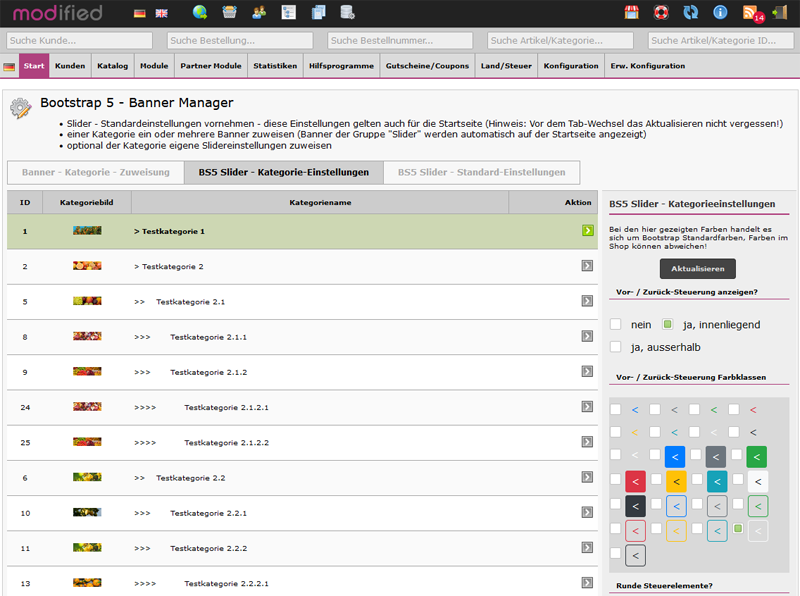 modified
14
Suche Kunde...
Suche Bestellung...
Suche Bestellnummer...
Suche Artikel/Kategorie...
Suche Artikel/Kategorie ID...
Start Kunden Katalog Module Partner Module Statistiken Hilfsprogramme Gutscheine/Coupons Land/Steuer Konfiguration Erw. Konfiguration
Bootstrap 5 - Banner Manager
• Slider - Standardeinstellungen vornehmen - diese Einstellungen gelten auch für die Startseite (Hinweis: Vor dem Tab-Wechsel das Aktualisieren nicht vergessen!)
• einer Kategorie ein oder mehrere Banner zuweisen (Banner der Gruppe "Slider" werden automatisch auf der Startseite angezeigt)
• optional der Kategorie eigene Slidereinstellungen zuweisen
Banner - Kategorie - Zuweisung
BS5 Slider - Kategorie-Einstellungen
BS5 Slider - Standard-Einstellungen
ID Kategoriebild Kategoriename Aktion
1 > Testkategorie 1
2 > Testkategorie 2
5 >> Testkategorie 2.1
8 >>> Testkategorie 2.1.1
9 >>> Testkategorie 2.1.2
24 >>>> Testkategorie 2.1.2.1
25 >>>> Testkategorie 2.1.2.2
6 >> Testkategorie 2.2
10 >>> Testkategorie 2.2.1
11 >>> Testkategorie 2.2.2
13 >>>> Testkategorie 2.2.2.1
BS5 Slider - Kategorieeinstellungen
Bei den hier gezeigten Farben handelt es
sich um Bootstrap Standardfarben, Farben im
Shop können abweichen!
Aktualisieren
Vor- / Zurück-Steuerung anzeigen?
nein ja, innenliegend
ja, ausserhalb
Vor- / Zurück-Steuerung Farbklassen
< < < <
< < < <
< < < <
< < < <
< < < <
< < < <
<
Runde Steuerelemente?